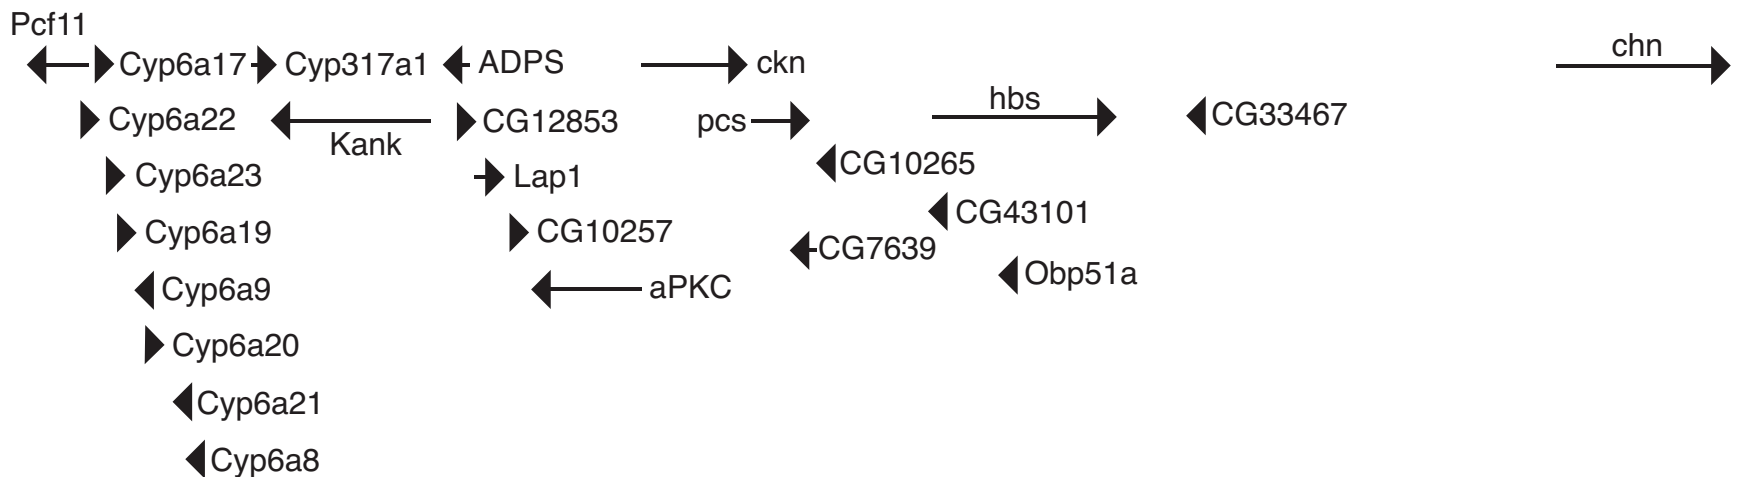 Pcf11
Cyp6a17 Cyp317a1 ADPS ckn chn
Cyp6a22 Kank CG12853 pcs hbs CG33467
Cyp6a23 Lap1 CG10265
Cyp6a19 CG10257 CG7639 CG43101
Cyp6a9 aPKC Obp51a
Cyp6a20
Cyp6a21
Cyp6a8